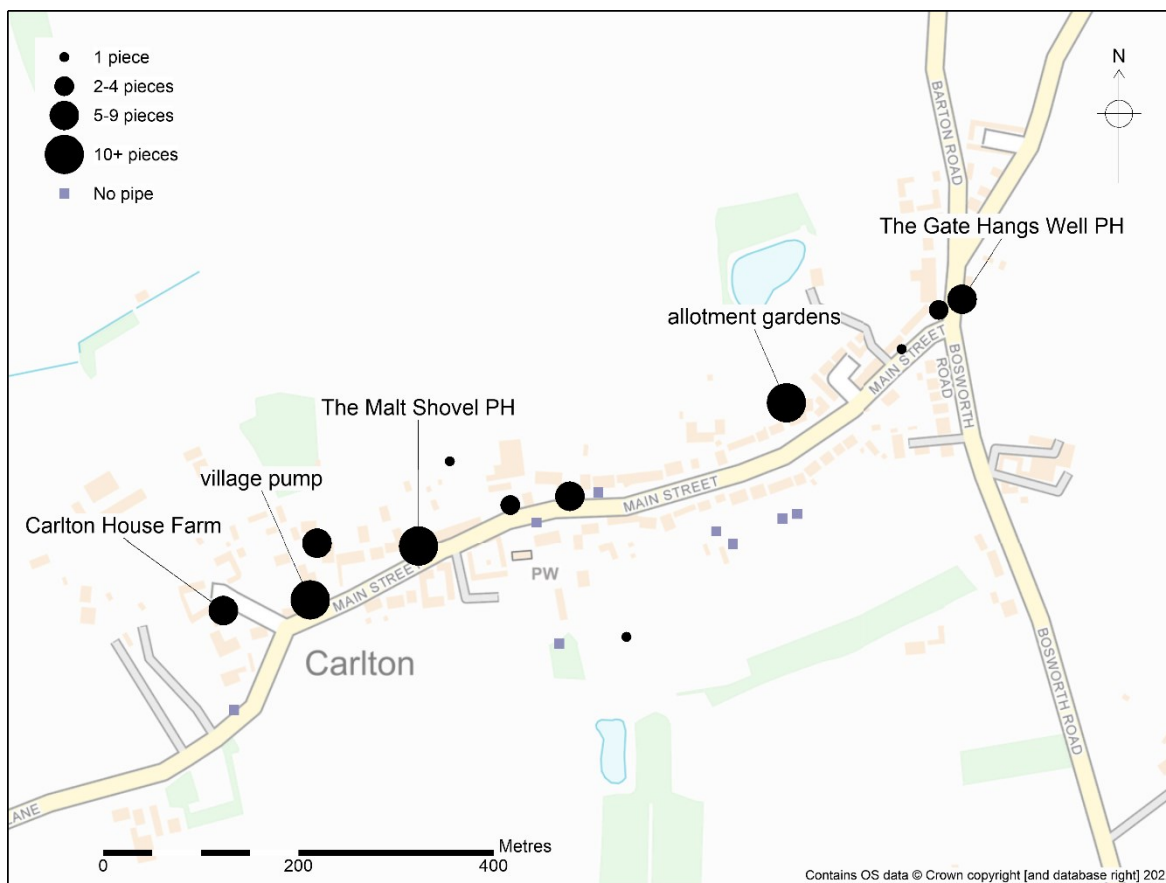 1 piece
2-4 pieces
5-9 pieces
10+ pieces
No pipe
N
BARTON ROAD
The Gate Hangs Well PH
allotment gardens
MAIN STREET
BOSWORTH
ROAD
The Malt Shovel PH
village pump
MAIN STREET
Carlton House Farm
MAIN STREET
PW
Carlton
BOSWORTH ROAD
LANE
Metres
0
200
400
Contains OS data © Crown copyright [and database right] 202